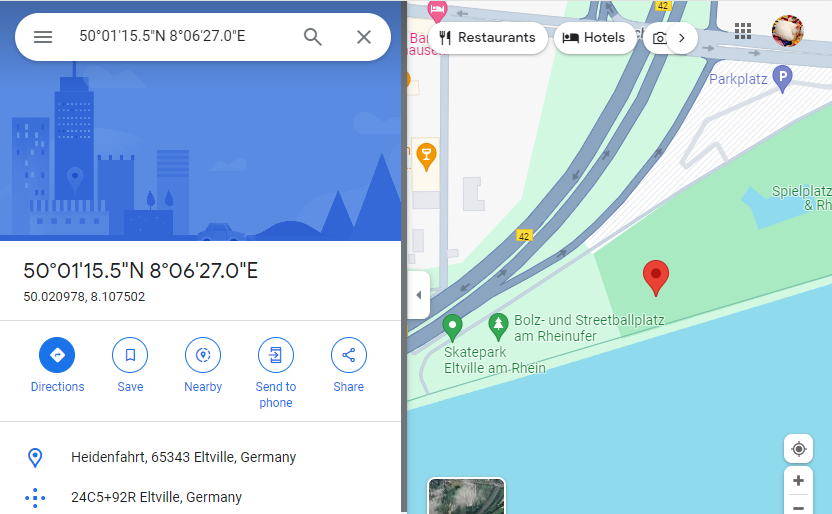 50°01'15.5"N 8°06'27.0"E
50°01'15.5"N 8°06'27.0"E
50.020978, 8.107502
Directions
Save
Nearby
Send to
phone
Share
Heidenfahrt, 65343 Eltville, Germany
24C5+92R Eltville, Germany
42
Restaurants
Hotels
Parkplatz
P
Spielplatz
& Rh
42
Bolz- und Streetballplatz
am Rheinufer
Skatepark
Eltville am Rhein